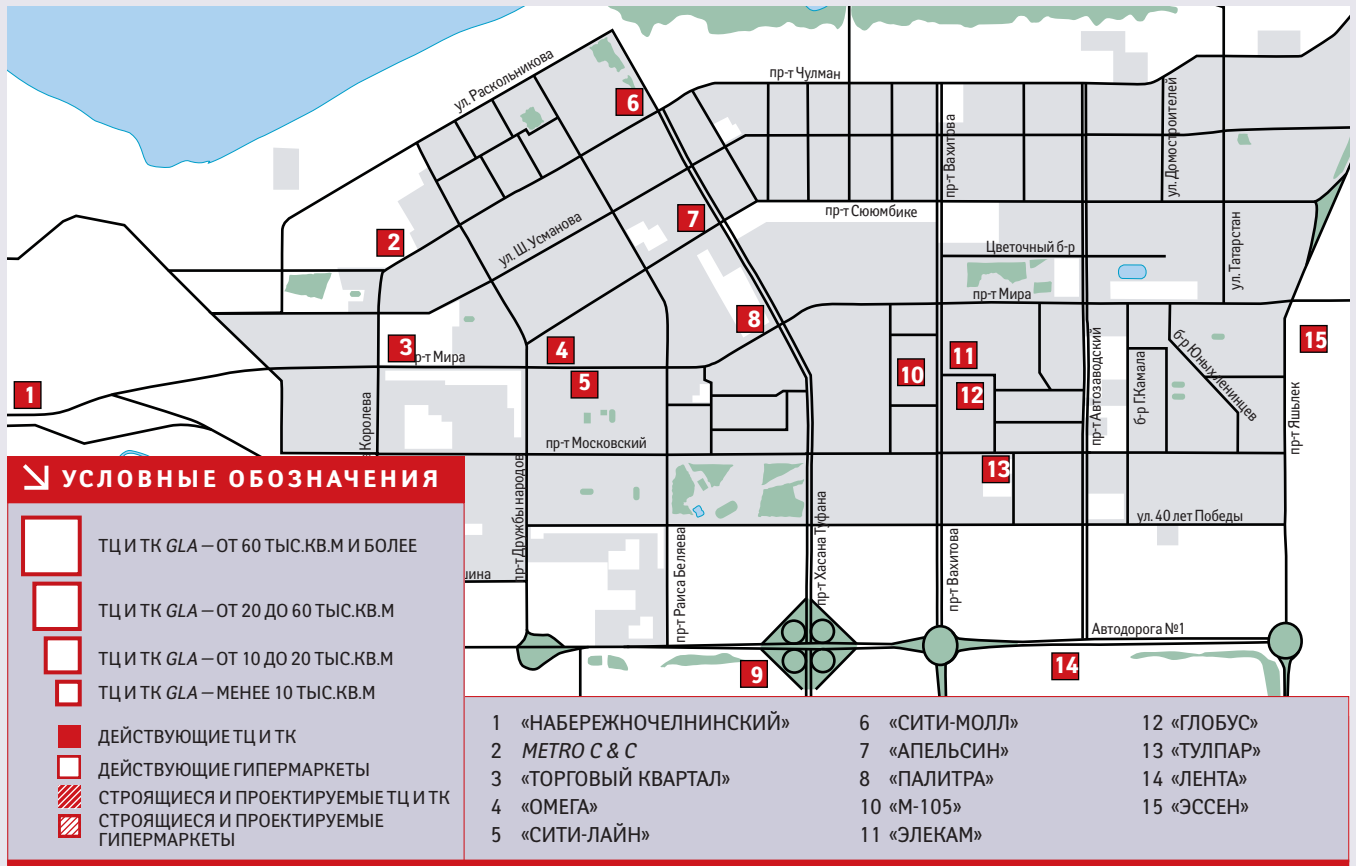 ул. Раскольникова
пр-т Чулман
6
пр-т Вахитова
ул. Домостроителей
2
ул. Ш. Усманова
7
пр-т Сююмбике
Цветочный б-р
ул. Татарстан
пр-т Мира
8
3
пр-т Мира
4
5
1
10
11
12
пр-т Автозаводский
б-р Г.Камала
б-р Юных ленинцев
15
пр-т Яшьлек
Королева
пр-т Московский
13
пр-т Дружбы народов
ул. 40 лет Победы
пр-т Раиса Беляева
пр-т Хасана Туфана
пр-т Вахитова
Автодорога №1
9
14
УСЛОВНЫЕ ОБОЗНАЧЕНИЯ
ТЦ И ТК GLA — ОТ 60 ТЫС.КВ.М И БОЛЕЕ
ТЦ И ТК GLA — ОТ 20 ДО 60 ТЫС.КВ.М
ТЦ И ТК GLA — ОТ 10 ДО 20 ТЫС.КВ.М
ТЦ И ТК GLA — МЕНЕЕ 10 ТЫС.КВ.М
ДЕЙСТВУЮЩИЕ ТЦ И ТК
ДЕЙСТВУЮЩИЕ ГИПЕРМАРКЕТЫ
СТРОЯЩИЕСЯ И ПРОЕКТИРУЕМЫЕ ТЦ И ТК
СТРОЯЩИЕСЯ И ПРОЕКТИРУЕМЫЕ
ГИПЕРМАРКЕТЫ
1 «НАБЕРЕЖНОЧЕЛНИНСКИЙ»
2 METRO C & C
3 «ТОРГОВЫЙ КВАРТАЛ»
4 «ОМЕГА»
5 «СИТИ-ЛАЙН»
6 «СИТИ-МОЛЛ»
7 «АПЕЛЬСИН»
8 «ПАЛИТРА»
10 «М-105»
11 «ЭЛЕКАМ»
12 «ГЛОБУС»
13 «ТУЛПАР»
14 «ЛЕНТА»
15 «ЭССЕН»